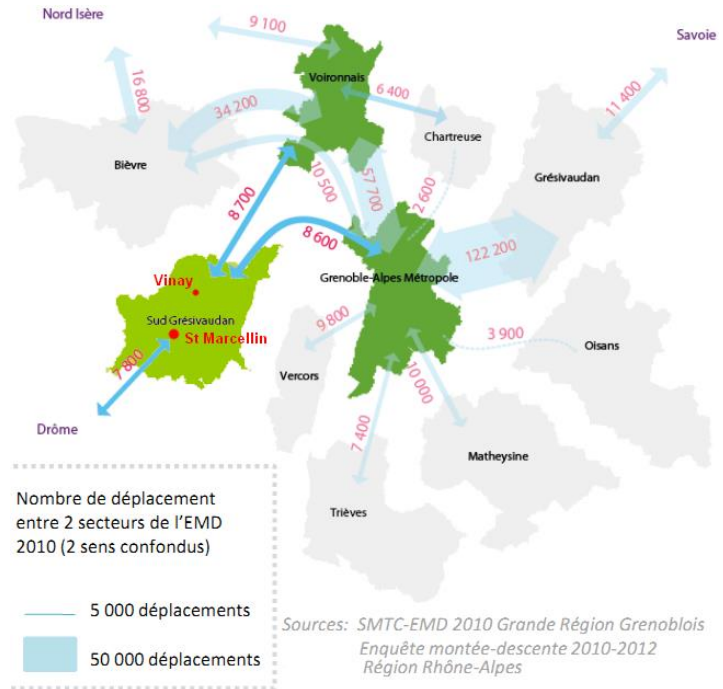 Nord Isère
9 100
Savoie
Voironnais
16 800
34 200
6 400
11 400
Chartreuse
Bièvre
Grésivaudan
10 500
57 700
2 600
8 700
8 600
122 200
Grenoble-Alpes Métropole
Vinay
Sud Grésivaudan
St Marcellin
9 800
3 900
Oisans
7 800
Vercors
10 000
Drôme
7 400
Matheysine
Trièves
Nombre de déplacement
entre 2 secteurs de l'EMD
2010 (2 sens confondus)
5 000 déplacements
50 000 déplacements
Sources: SMTC-EMD 2010 Grande Région Grenoblois
Enquête montée-descente 2010-2012
Région Rhône-Alpes